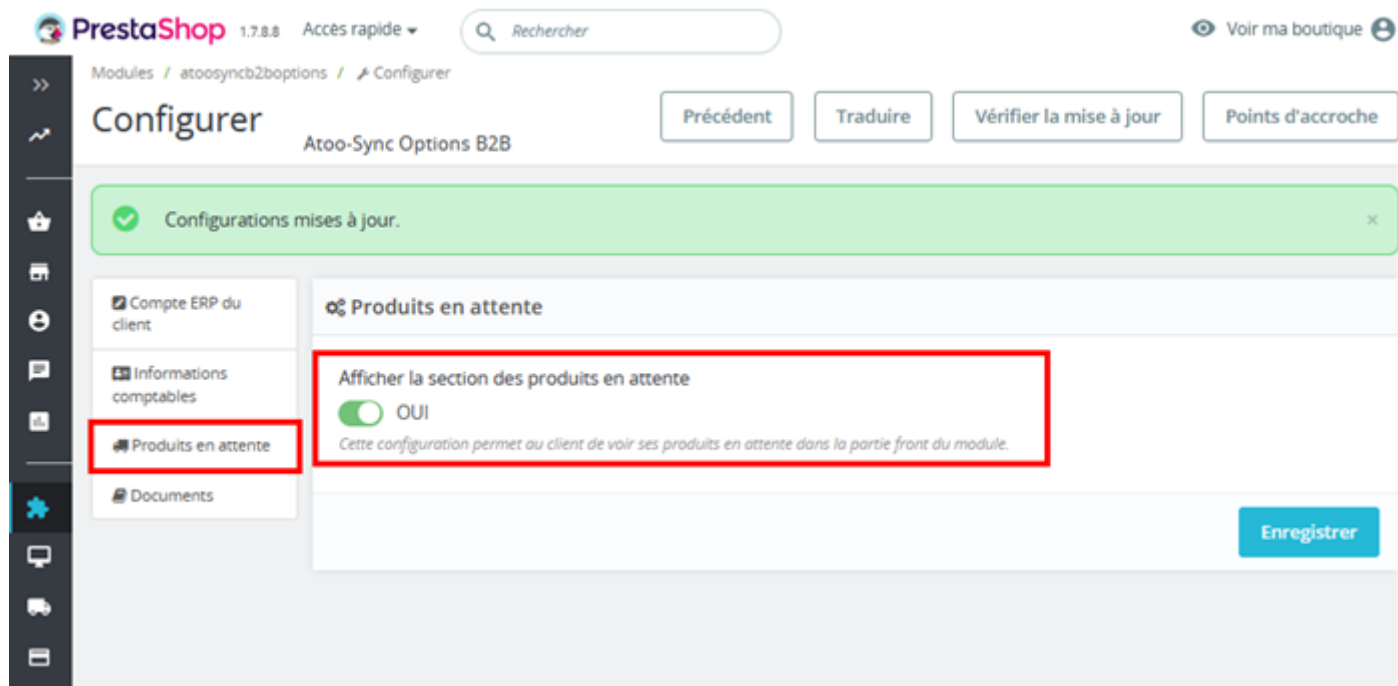 PrestaShop 1.7.8.8 Accès rapide Rechercher Voir ma boutique
Modules / atoosyncb2boptions / Configurer
Configurer
Atoo-Sync Options B2B
Précédent Traduire Vérifier la mise à jour Points d'accroche
Configurations mises à jour. ×
Compte ERP du
client
Informations
comptables
Produits en attente
Documents
Produits en attente
Afficher la section des produits en attente
OUI
Cette configuration permet au client de voir ses produits en attente dans la partie front du module.
Enregistrer